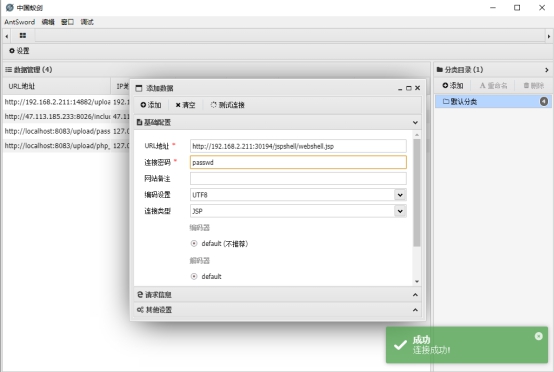 中国蚁剑
AntSword 编辑 窗口 调试
设置
数据管理 (4)
URL地址 IP地
http://192.168.2.211:14882/uploa 192.1
http://47.113.185.233:8026/inclu 47.11
http://localhost:8083/upload/pass 127.0
http://localhost:8083/upload/php_ 127.0
添加数据
添加 清空 测试连接
基础配置
URL地址 * http://192.168.2.211:30194/jspshell/webshell.jsp
连接密码 * passwd
网站备注
编码设置 UTF8
连接类型 JSP
编码器
default (不推荐)
解码器
default
请求信息
其他设置
分类目录 (1)
添加 重命名 删除
默认分类 4
成功
连接成功!